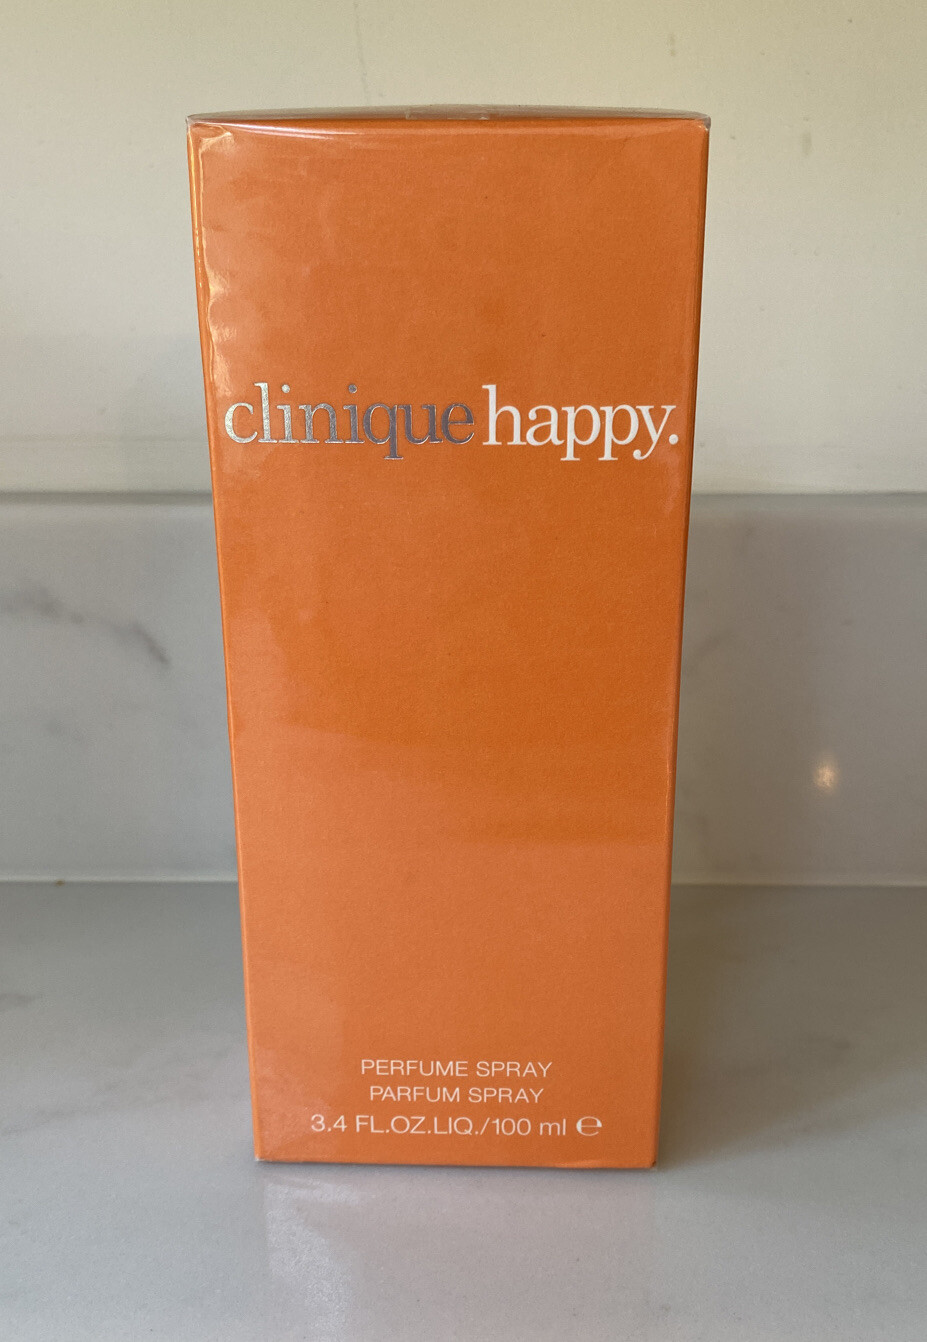 clinique happy.
PERFUME SPRAY
PARFUM SPRAY
3.4 FL.OZ.LIQ./100 ml ℮